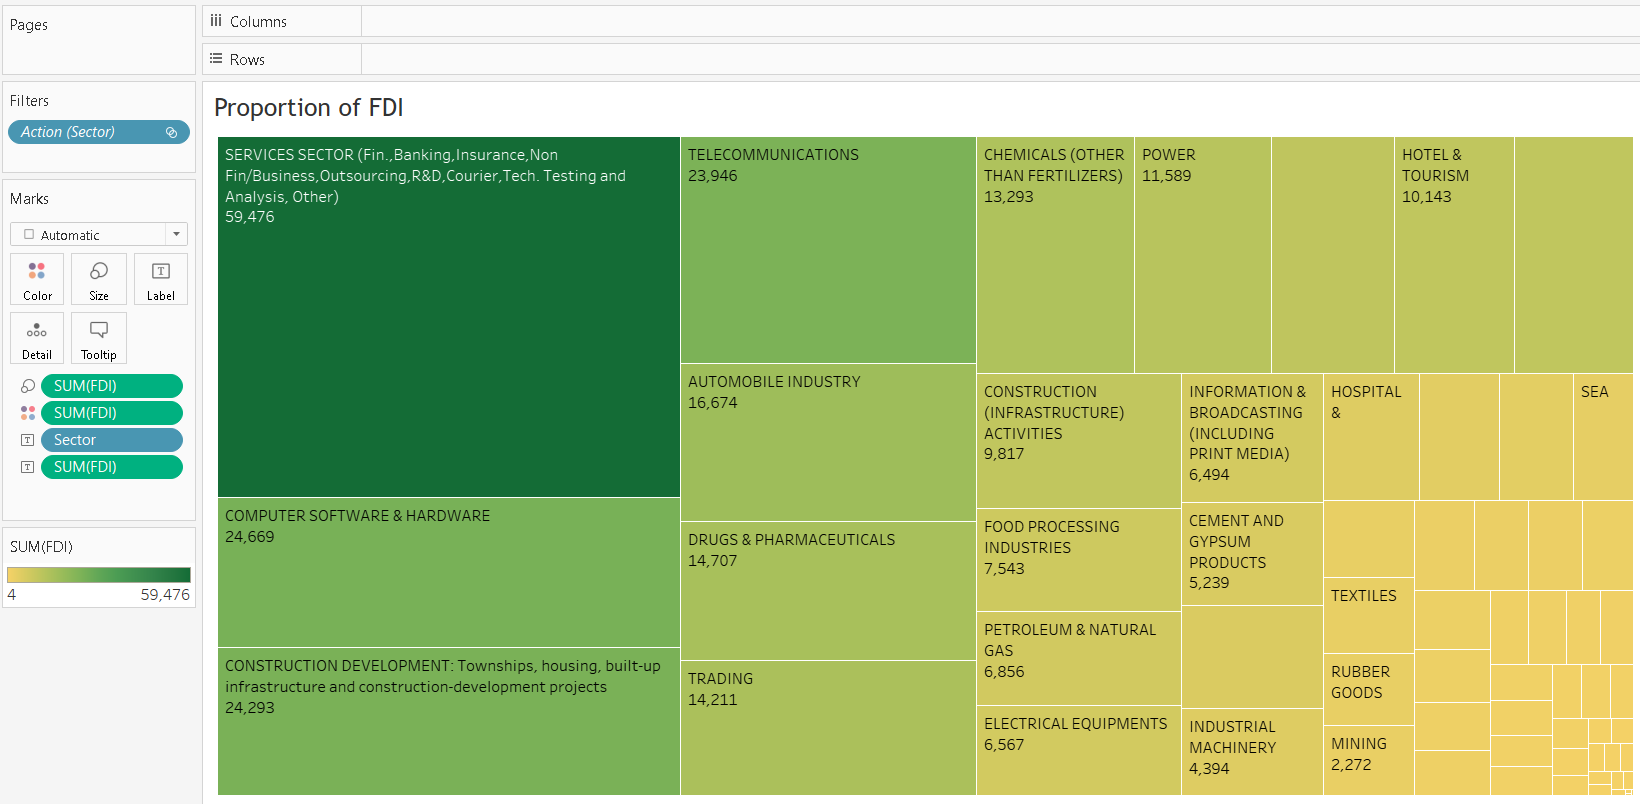 Pages
Columns
Rows
Filters
Action (Sector)
Marks
Automatic
Color
Size
Label
Detail
Tooltip
SUM(FDI)
SUM(FDI)
Sector
SUM(FDI)
SUM(FDI)
4
59,476
Proportion of FDI
SERVICES SECTOR (Fin.,Banking,Insurance,Non
Fin/Business,Outsourcing,R&D,Courier,Tech. Testing and
Analysis, Other)
59,476
COMPUTER SOFTWARE & HARDWARE
24,669
CONSTRUCTION DEVELOPMENT: Townships, housing, built-up
infrastructure and construction-development projects
24,293
TELECOMMUNICATIONS
23,946
AUTOMOBILE INDUSTRY
16,674
DRUGS & PHARMACEUTICALS
14,707
TRADING
14,211
CHEMICALS (OTHER
THAN FERTILIZERS)
13,293
POWER
11,589
HOTEL &
TOURISM
10,143
CONSTRUCTION
(INFRASTRUCTURE)
ACTIVITIES
9,817
FOOD PROCESSING
INDUSTRIES
7,543
PETROLEUM & NATURAL
GAS
6,856
ELECTRICAL EQUIPMENTS
6,567
INFORMATION &
BROADCASTING
(INCLUDING
PRINT MEDIA)
6,494
CEMENT AND
GYPSUM
PRODUCTS
5,239
INDUSTRIAL
MACHINERY
4,394
HOSPITAL
&
SEA
TEXTILES
RUBBER
GOODS
MINING
2,272